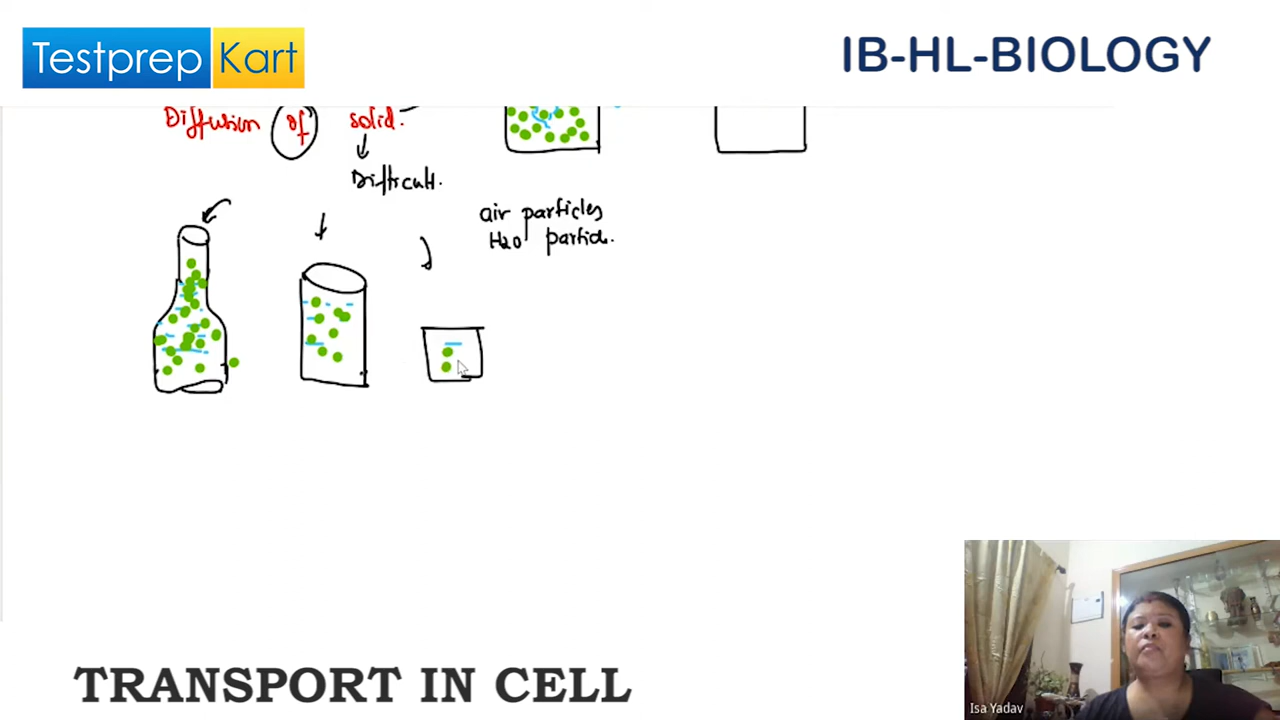 Testprep Kart
IB-HL-BIOLOGY
Diffusion of solid.
Difficult.
air particles
H2O particle.
TRANSPORT IN CELL
Isa Yadav